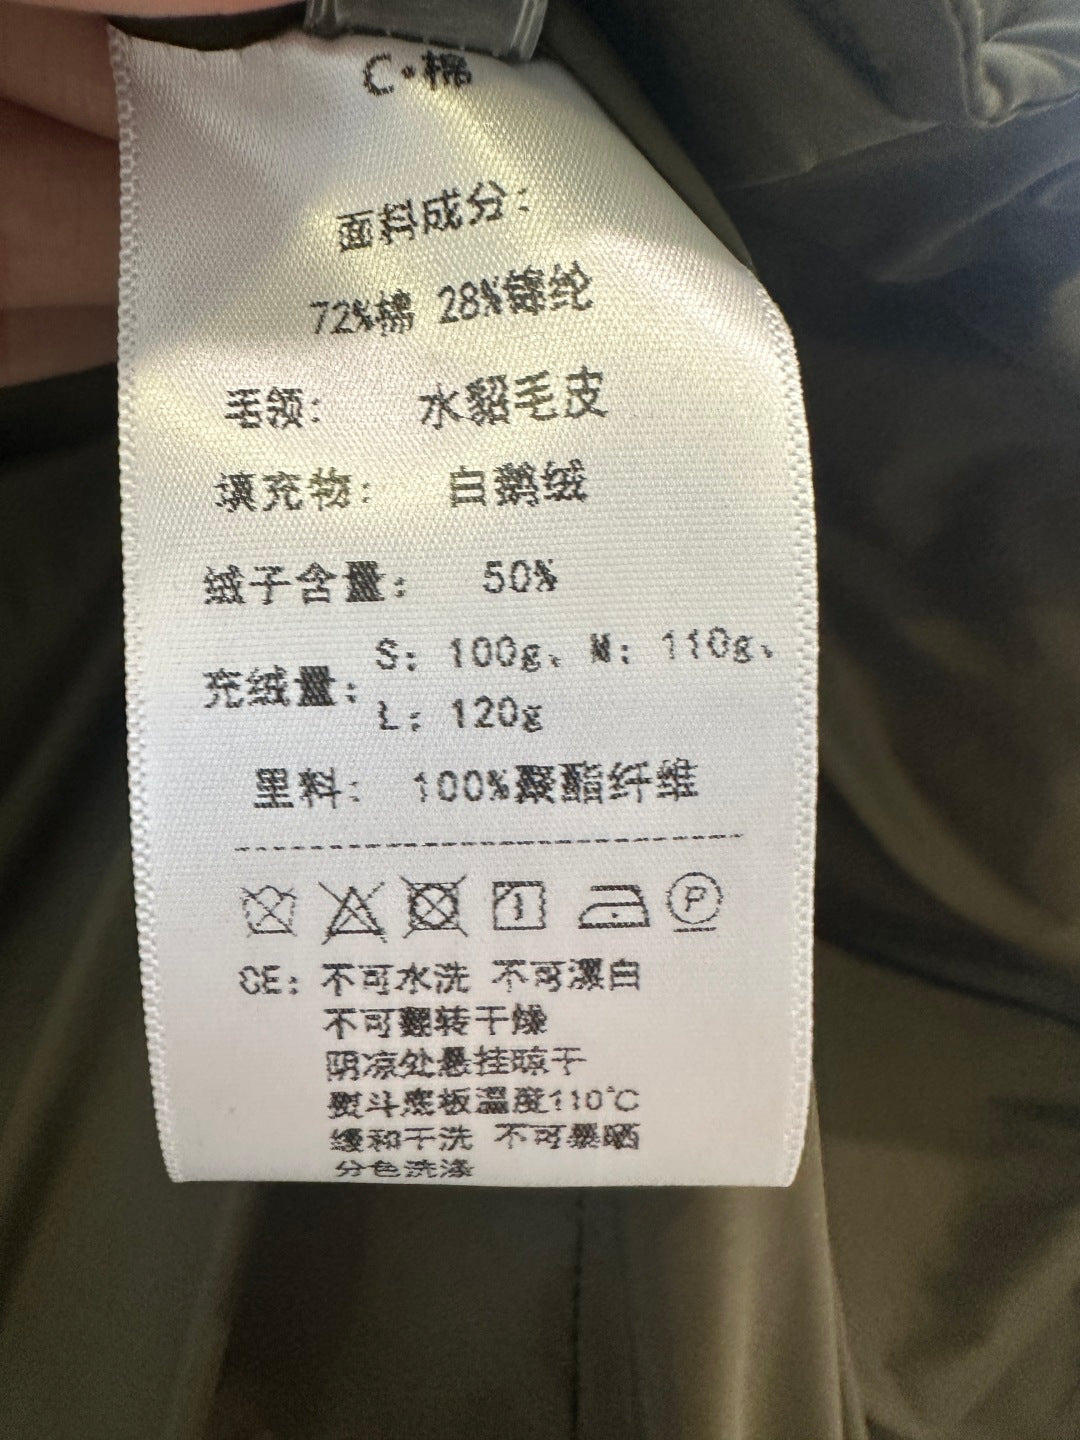 C·棉
面料成分：
72%棉 28%锦纶
毛领： 水貂毛皮
填充物： 白鹅绒
绒子含量： 50%
充绒量： S：100g、M：110g、
L：120g
里料： 100%聚酯纤维
P
CE：不可水洗 不可漂白
不可翻转干燥
阴凉处悬挂晾干
熨斗底板温度110℃
缓和干洗 不可暴晒
分色洗涤